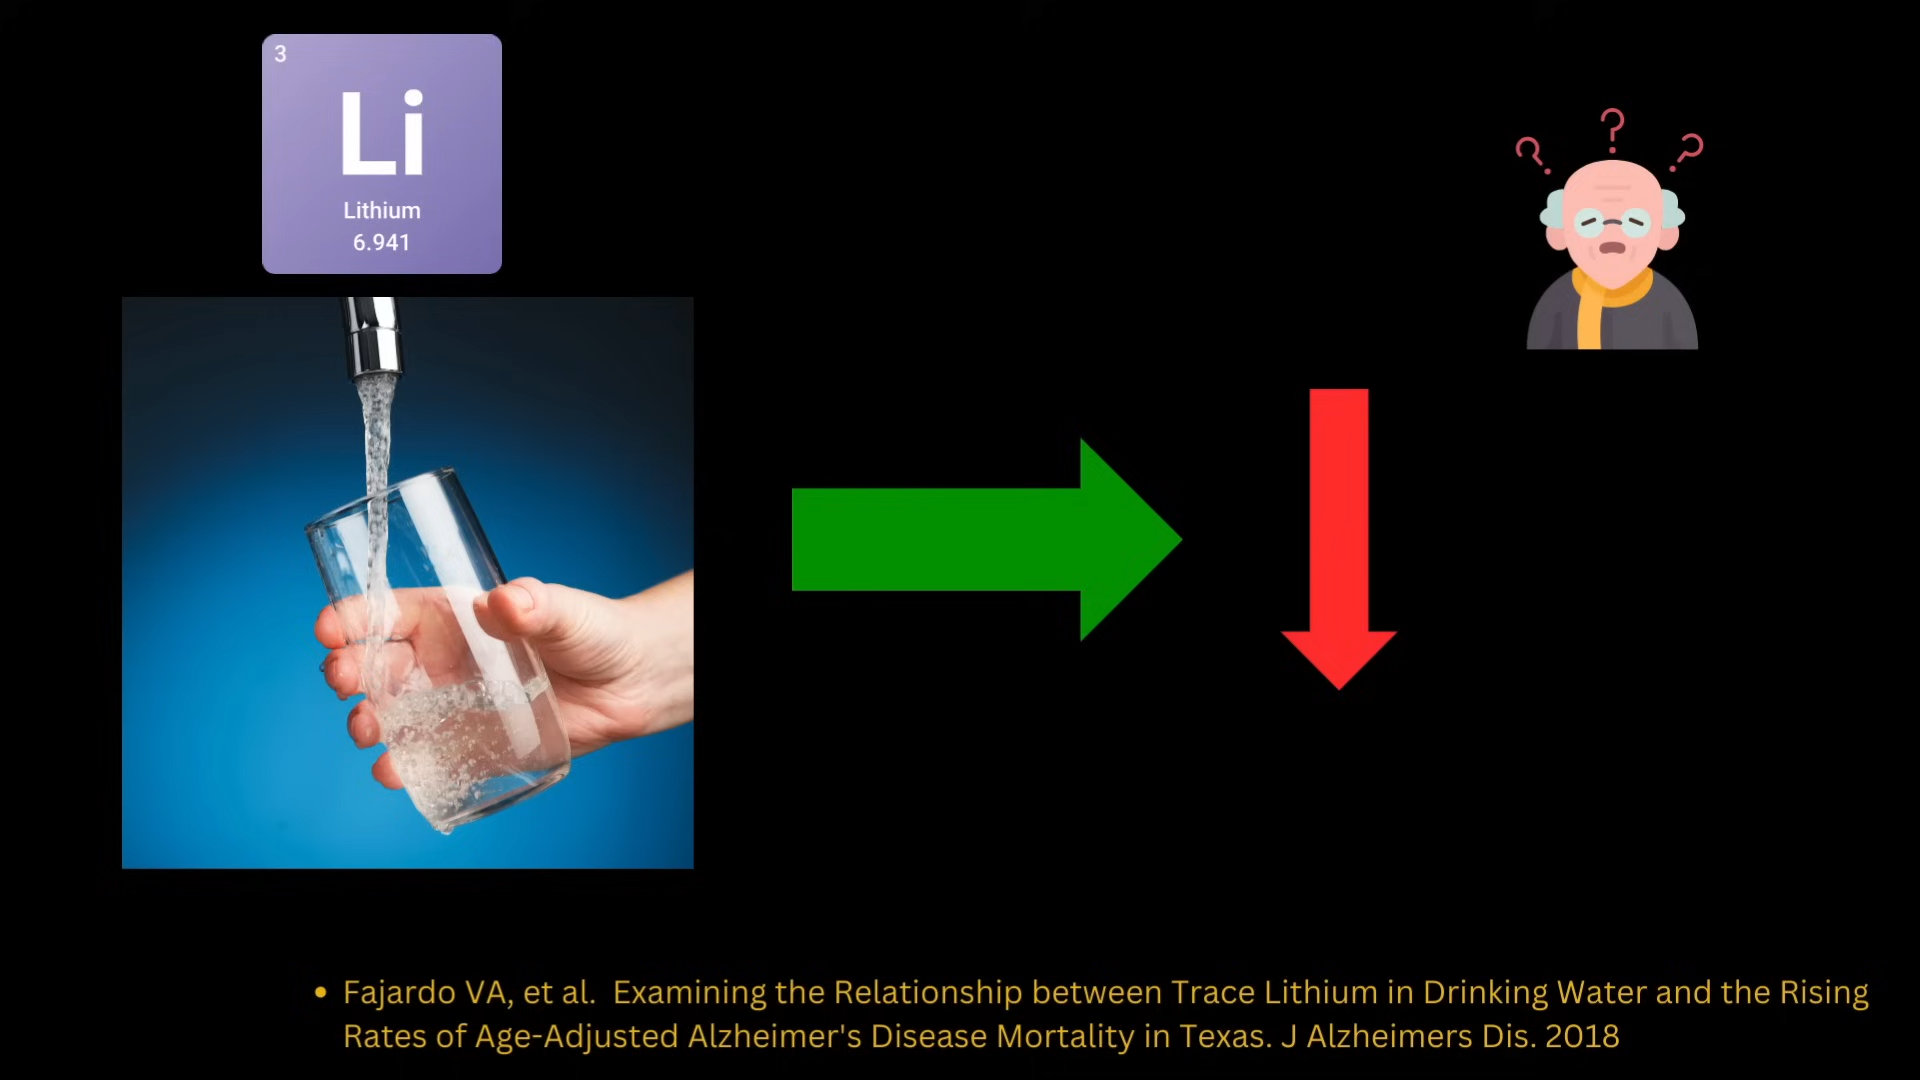 3
Li
Lithium
6.941
? ? ?
• Fajardo VA, et al.  Examining the Relationship between Trace Lithium in Drinking Water and the Rising
Rates of Age-Adjusted Alzheimer's Disease Mortality in Texas. J Alzheimers Dis. 2018